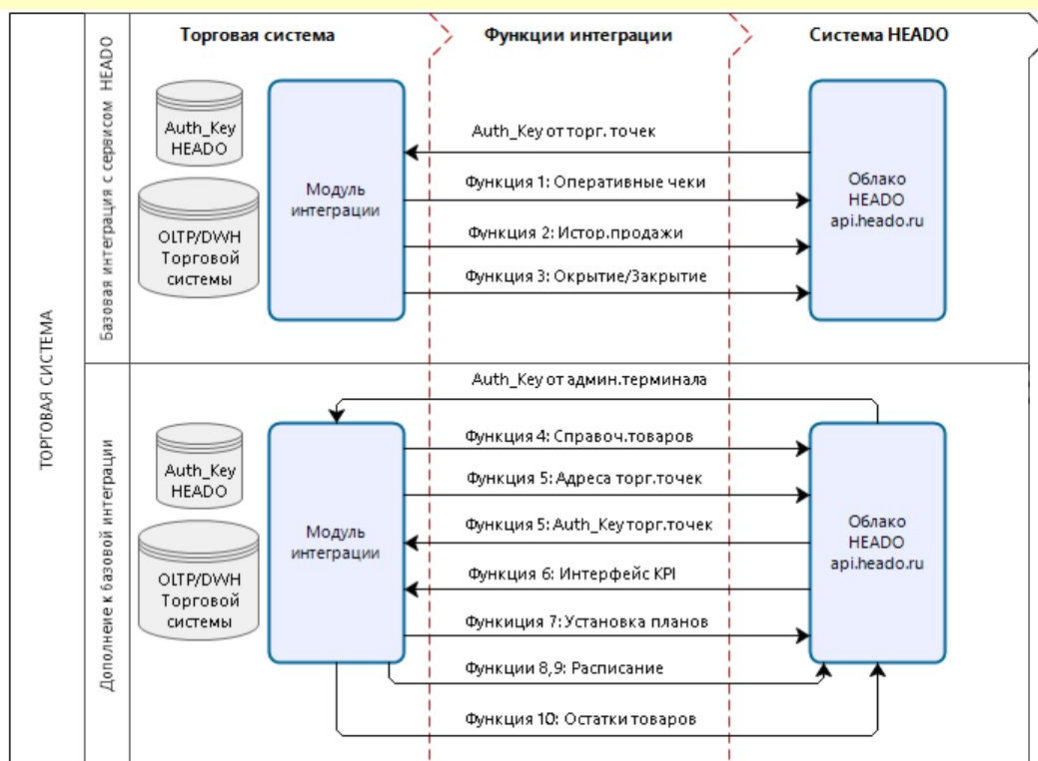 Торговая система
Функции интеграции
Система HEADO
ТОРГОВАЯ СИСТЕМА
Базовая интеграция с сервисом HEADO
Auth_Key
HEADO
OLTP/DWH
Торговой
системы
Модуль
интеграции
Auth_Key от торг. точек
Функция 1: Оперативные чеки
Функция 2: Истор.продажи
Функция 3: Окрытие/Закрытие
Облако
HEADO
api.heado.ru
Дополнеие к базовой интеграции
Auth_Key
HEADO
OLTP/DWH
Торговой
системы
Модуль
интеграции
Auth_Key от админ.терминала
Функция 4: Справоч.товаров
Функция 5: Адреса торг.точек
Функция 5: Auth_Key торг.точек
Функция 6: Интерфейс KPI
Функиция 7: Установка планов
Функции 8,9: Расписание
Функция 10: Остатки товаров
Облако
HEADO
api.heado.ru